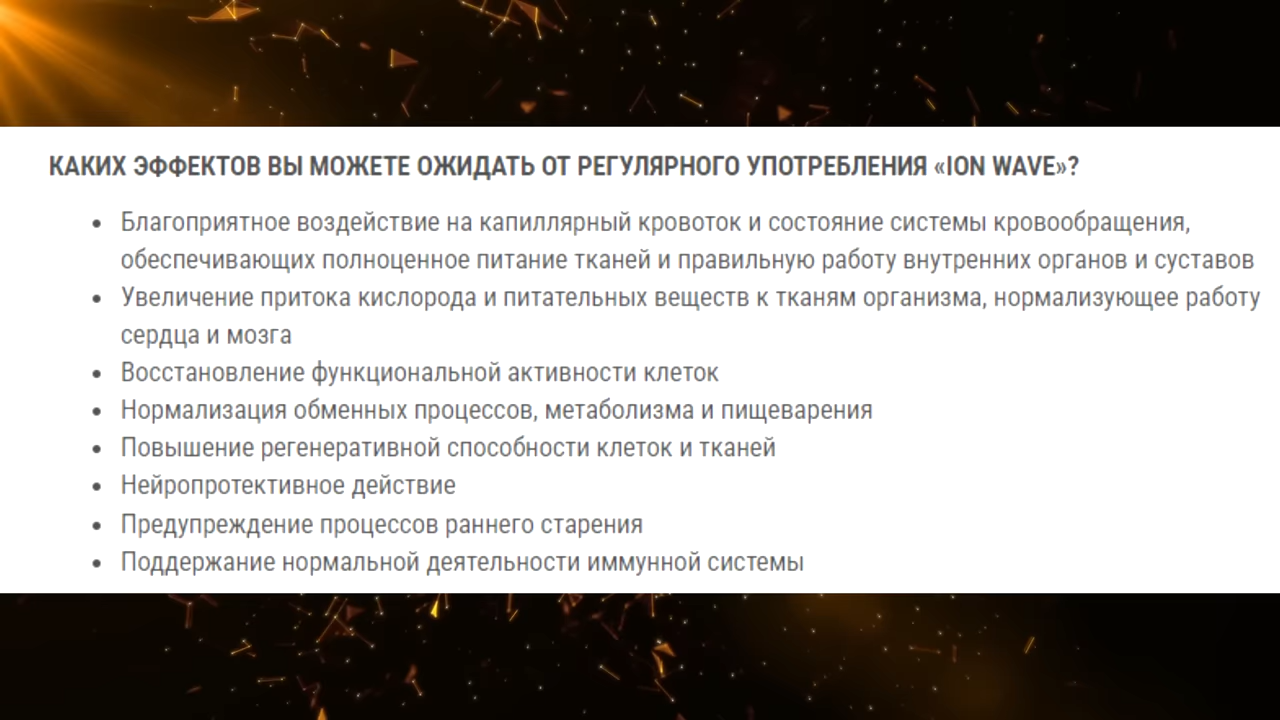 КАКИХ ЭФФЕКТОВ ВЫ МОЖЕТЕ ОЖИДАТЬ ОТ РЕГУЛЯРНОГО УПОТРЕБЛЕНИЯ «ION WAVE»?
• Благоприятное воздействие на капиллярный кровоток и состояние системы кровообращения,
обеспечивающих полноценное питание тканей и правильную работу внутренних органов и суставов
• Увеличение притока кислорода и питательных веществ к тканям организма, нормализующее работу
сердца и мозга
• Восстановление функциональной активности клеток
• Нормализация обменных процессов, метаболизма и пищеварения
• Повышение регенеративной способности клеток и тканей
• Нейропротективное действие
• Предупреждение процессов раннего старения
• Поддержание нормальной деятельности иммунной системы